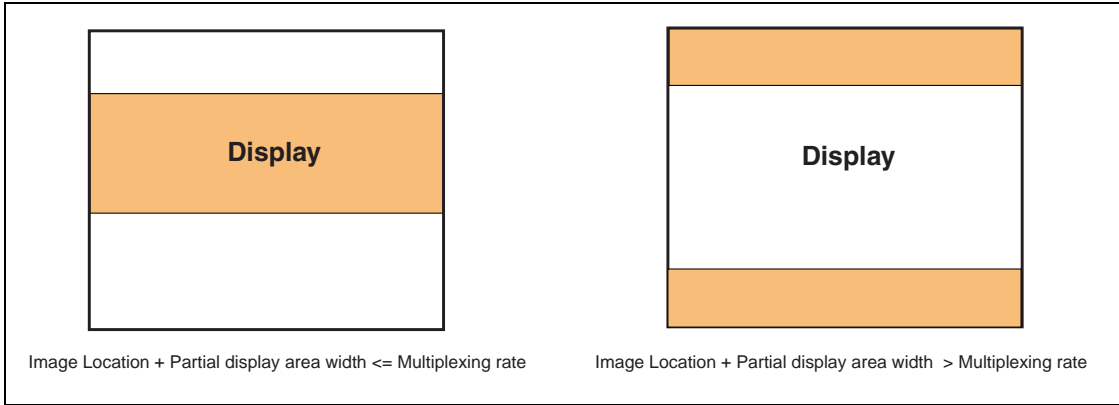 Display
Display
Image Location + Partial display area width <= Multiplexing rate
Image Location + Partial display area width  > Multiplexing rate